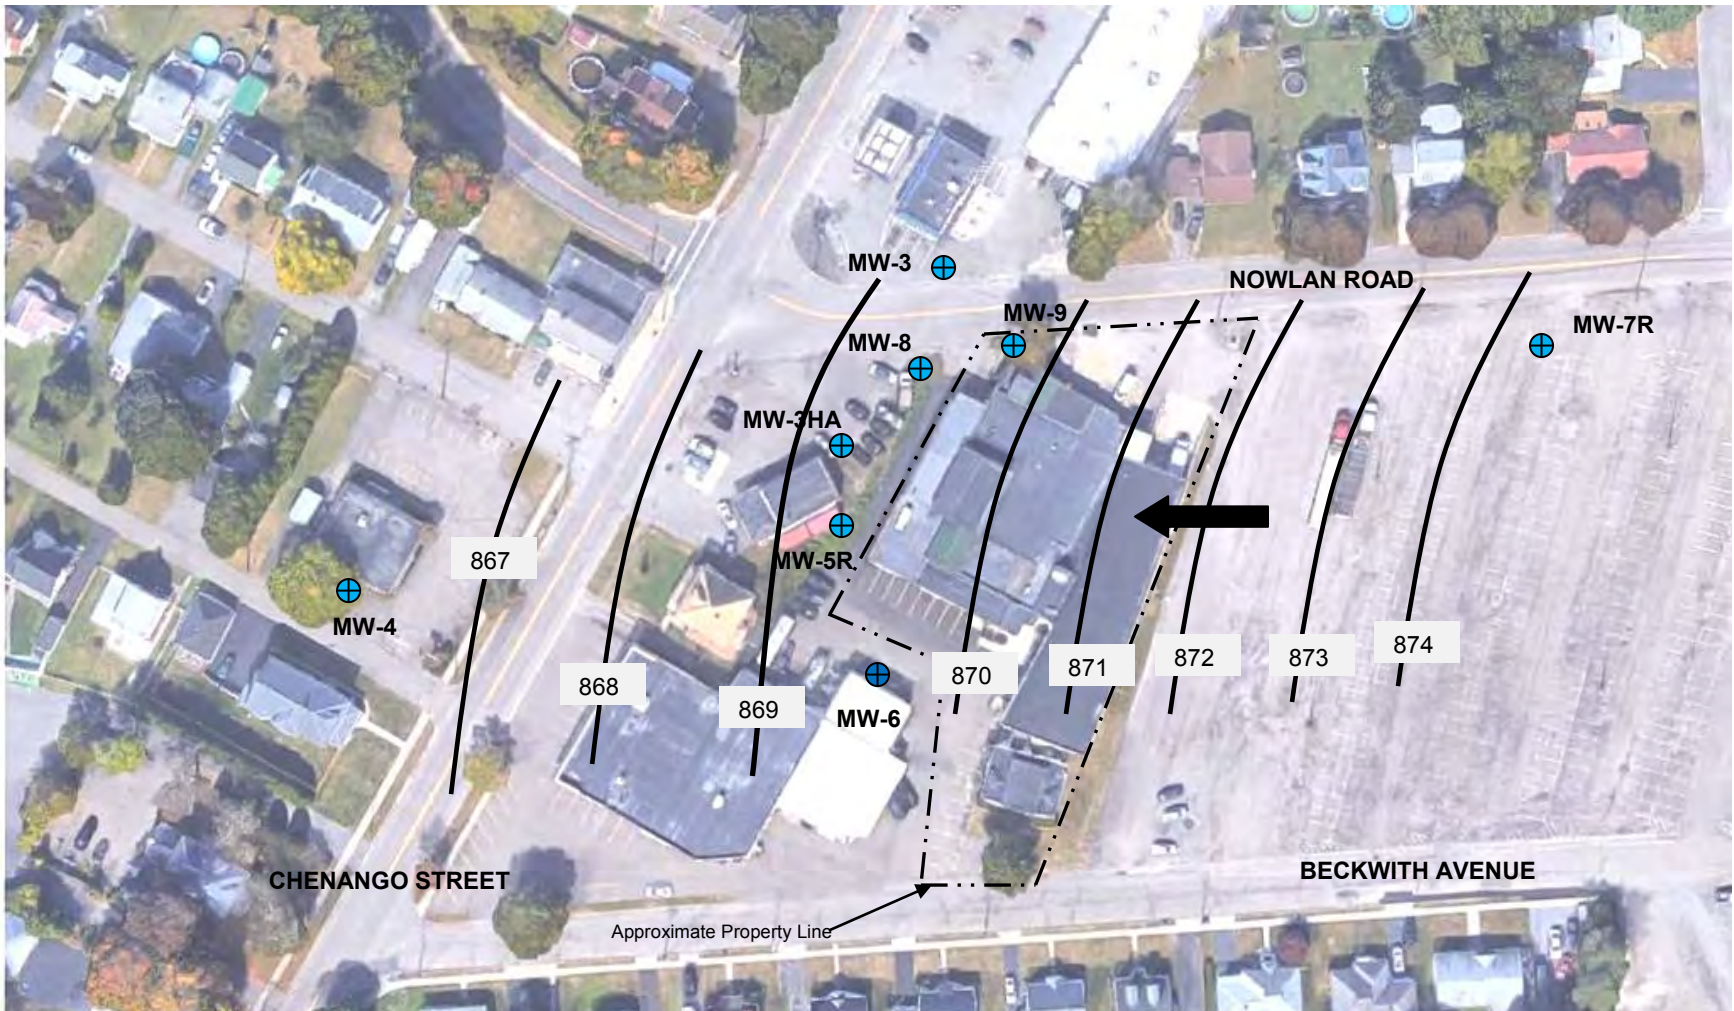 MW-3
NOWLAN ROAD
MW-9
MW-7R
MW-8
MW-3HA
867
MW-5R
MW-4
868
869
870
871
872
873
874
MW-6
CHENANGO STREET
BECKWITH AVENUE
Approximate Property Line